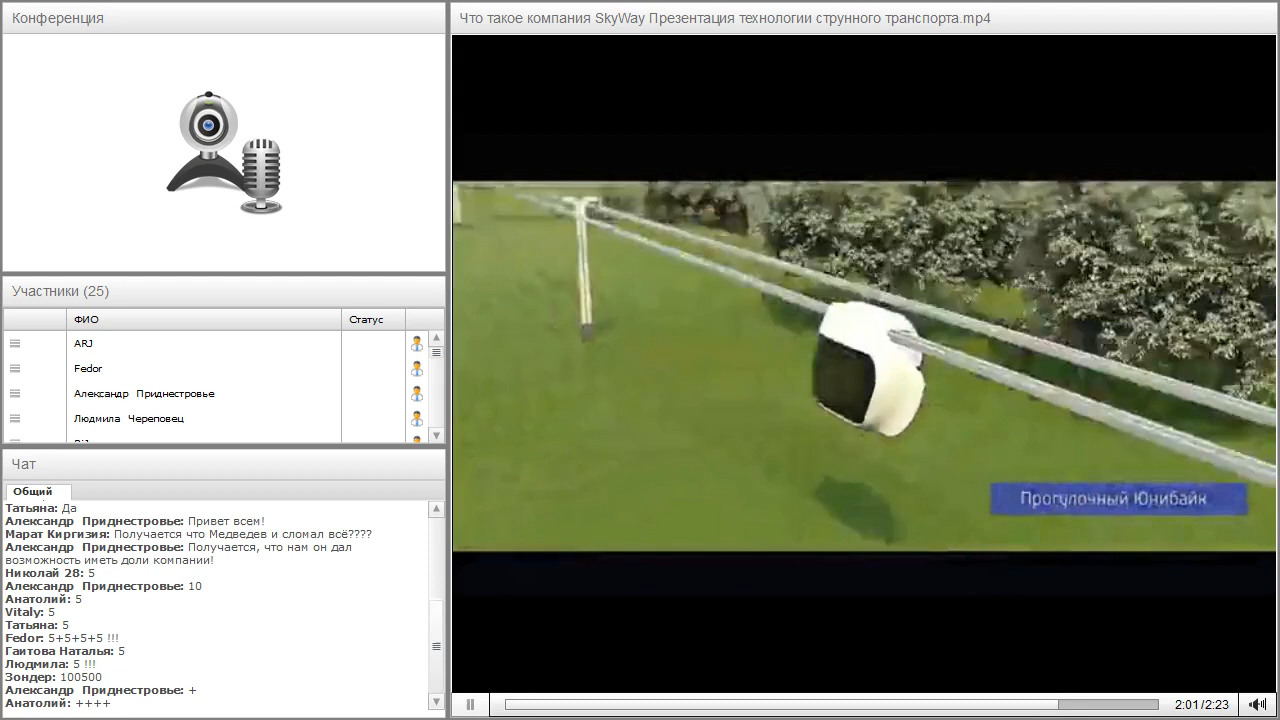 Конференция
Что такое компания SkyWay Презентация технологии струнного транспорта.mp4
Участники (25)
ФИО Статус
ARJ
Fedor
Александр Приднестровье
Людмила Череповец
Чат
Общий
Татьяна: Да
Александр Приднестровье: Привет всем!
Марат Киргизия: Получается что Медведев и сломал всё????
Александр Приднестровье: Получается, что нам он дал
возможность иметь доли компании!
Николай 28: 5
Александр Приднестровье: 10
Анатолий: 5
Vitaly: 5
Татьяна: 5
Fedor: 5+5+5+5 !!!
Гаитова Наталья: 5
Людмила: 5 !!!
Зондер: 100500
Александр Приднестровье: +
Анатолий: ++++
Прогулочный Юнибайк
2:01/2:23